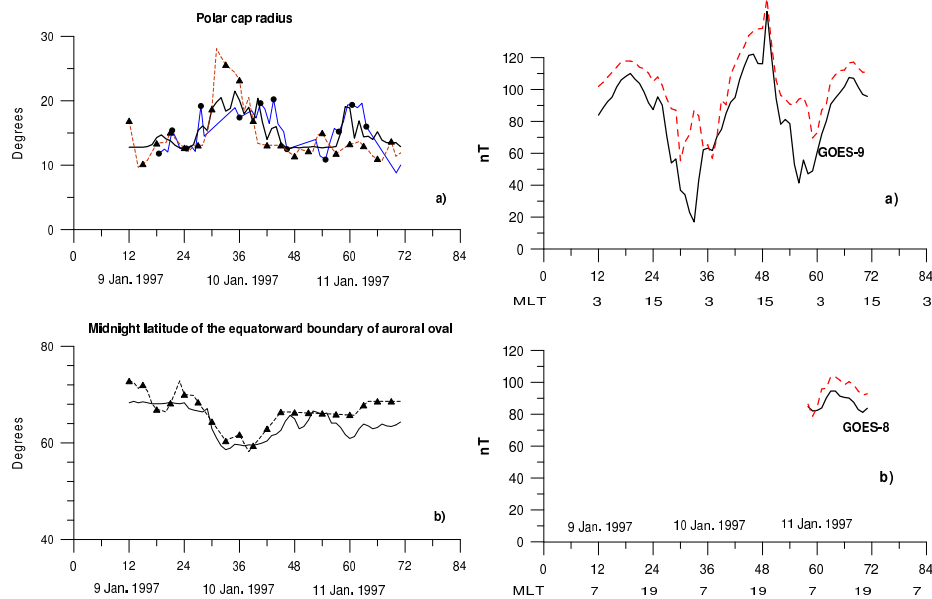 Polar cap radius
30
20
10
0
Degrees
a)
0 12 24 36 48 60 72 84
9 Jan. 1997 10 Jan. 1997 11 Jan. 1997
Midnight latitude of the equatorward boundary of auroral oval
80
60
40
Degrees
b)
0 12 24 36 48 60 72 84
9 Jan. 1997 10 Jan. 1997 11 Jan. 1997
120
100
80
60
40
20
0
nT
GOES-9
a)
0 12 24 36 48 60 72 84
MLT 3 15 3 15 3 15 3
120
100
80
60
40
20
0
nT
GOES-8
b)
9 Jan. 1997 10 Jan. 1997 11 Jan. 1997
0 12 24 36 48 60 72 84
MLT 7 19 7 19 7 19 7